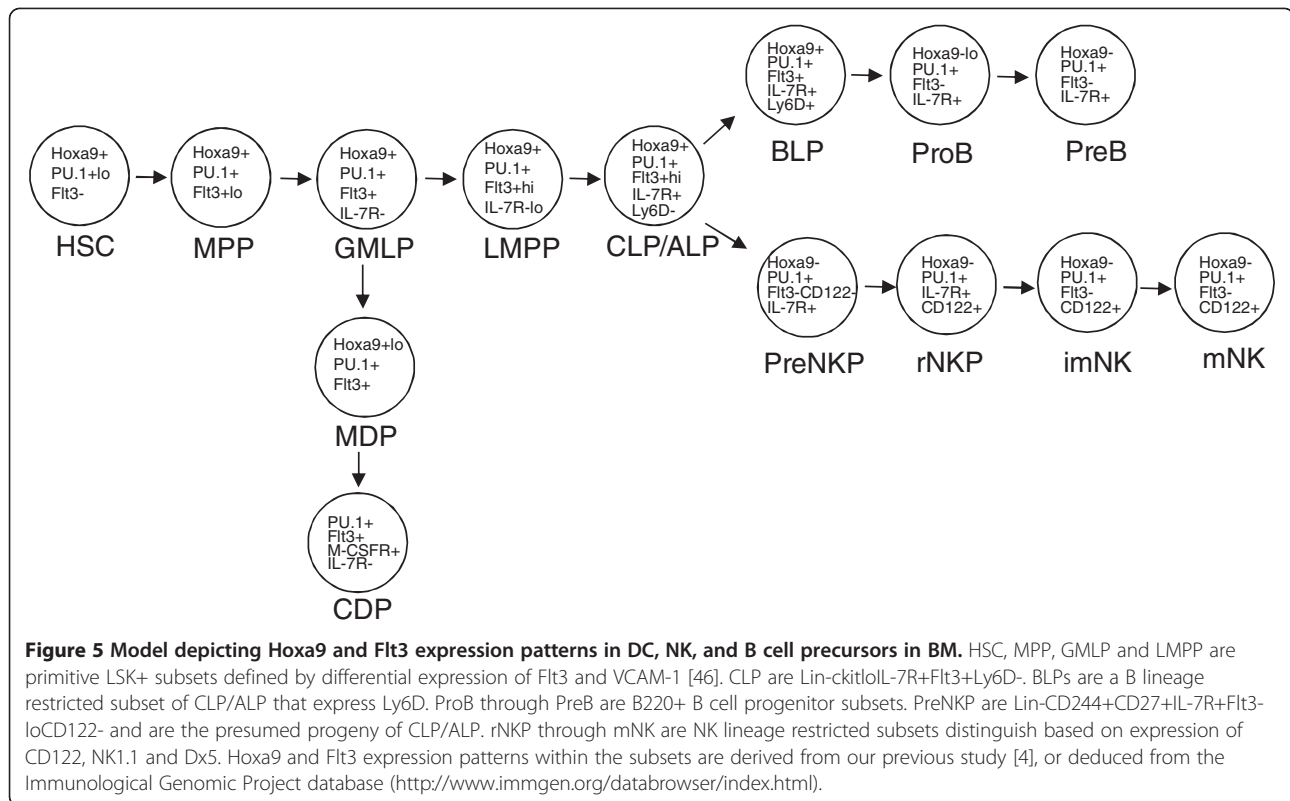 Hoxa9+
PU.1+
Flt3+
IL-7R+
Ly6D+
BLP
Hoxa9-lo
PU.1+
Flt3-
IL-7R+
ProB
Hoxa9-
PU.1+
Flt3-
IL-7R+
PreB
Hoxa9+
PU.1+lo
Flt3-
HSC
Hoxa9+
PU.1+
Flt3+lo
MPP
Hoxa9+
PU.1+
Flt3+
IL-7R-
GMLP
Hoxa9+
PU.1+
Flt3+hi
IL-7R-lo
LMPP
Hoxa9+
PU.1+
Flt3+hi
IL-7R+
Ly6D-
CLP/ALP
Hoxa9-
PU.1+
Flt3-CD122-
IL-7R+
PreNKP
Hoxa9-
PU.1+
IL-7R+
CD122+
rNKP
Hoxa9-
PU.1+
Flt3-
CD122+
imNK
Hoxa9-
PU.1+
Flt3-
CD122+
mNK
Hoxa9+lo
PU.1+
Flt3+
MDP
PU.1+
Flt3+
M-CSFR+
IL-7R-
CDP
Figure 5 Model depicting Hoxa9 and Flt3 expression patterns in DC, NK, and B cell precursors in BM. HSC, MPP, GMLP and LMPP are
primitive LSK+ subsets defined by differential expression of Flt3 and VCAM-1 [46]. CLP are Lin-ckitloIL-7R+Flt3+Ly6D-. BLPs are a B lineage
restricted subset of CLP/ALP that express Ly6D. ProB through PreB are B220+ B cell progenitor subsets. PreNKP are Lin-CD244+CD27+IL-7R+Flt3-
loCD122- and are the presumed progeny of CLP/ALP. rNKP through mNK are NK lineage restricted subsets distinguish based on expression of
CD122, NK1.1 and Dx5. Hoxa9 and Flt3 expression patterns within the subsets are derived from our previous study [4], or deduced from the
Immunological Genomic Project database (http://www.immgen.org/databrowser/index.html).